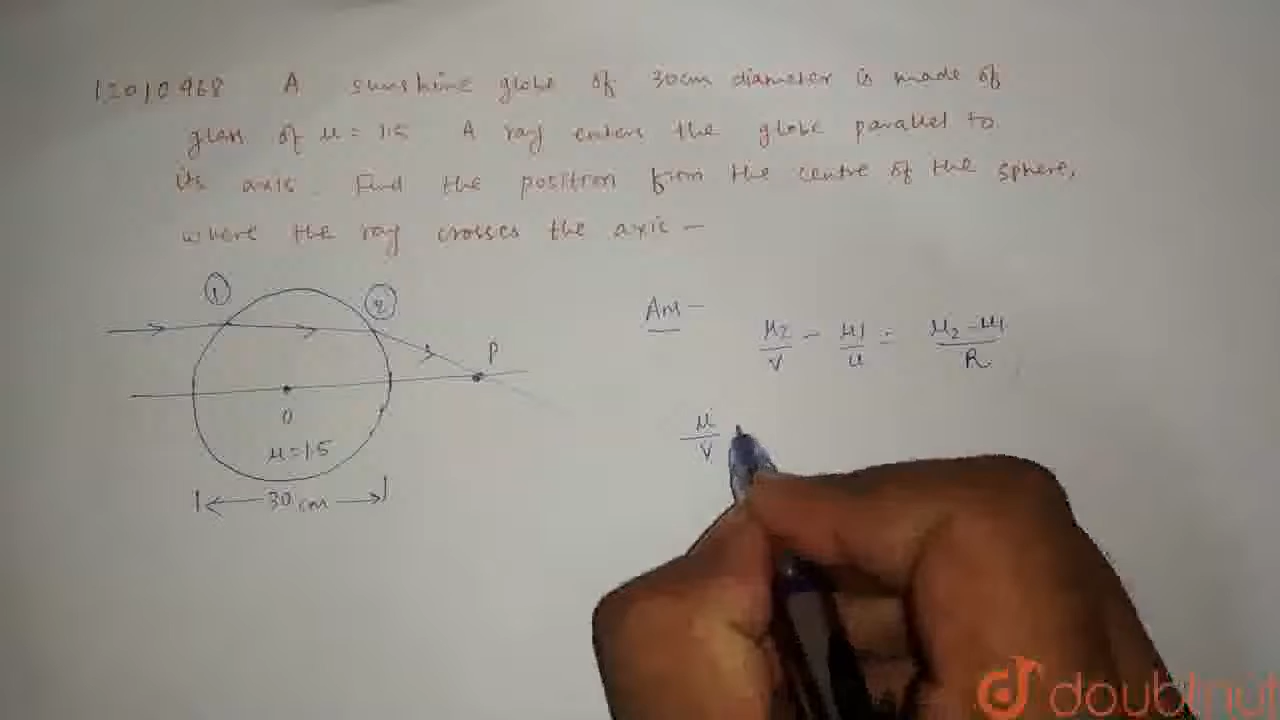 12010968 A sunshine globe of 30cm diameter is made of
glass of μ = 1.5 A ray enters the globe parallel to
its axis. Find the position from the centre of the sphere,
where the ray crosses the axis -
1
2
P
O
μ = 1.5
30 cm
Ans -
μ2/v - μ1/u = μ2 - μ1/R
μ/v
doubtnut